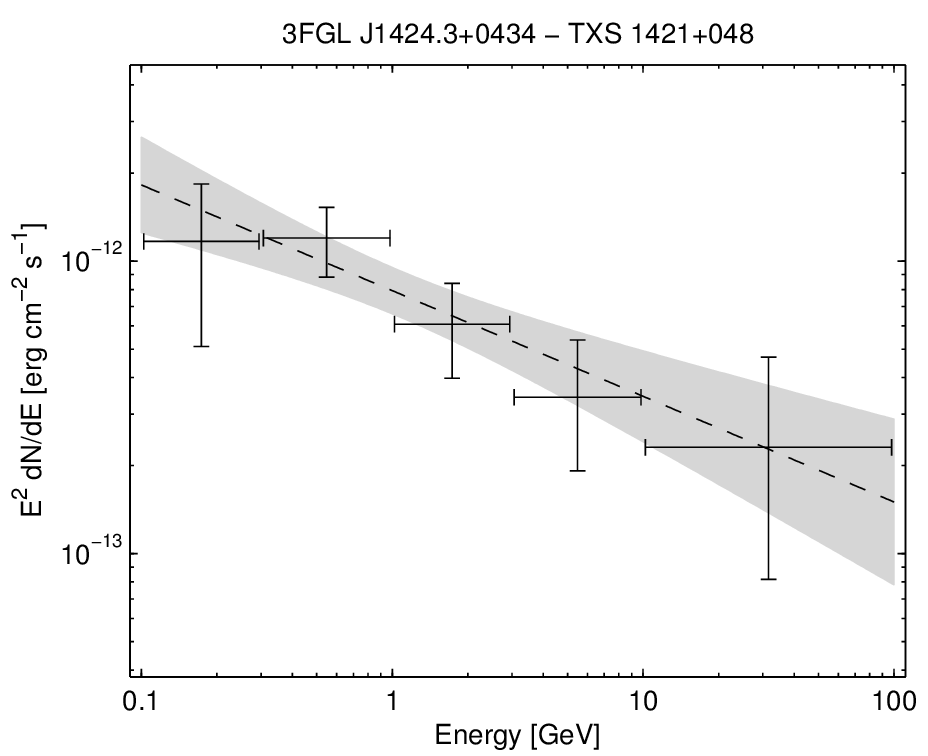 3FGL J1424.3+0434 − TXS 1421+048
E² dN/dE [erg cm⁻² s⁻¹]
10⁻¹²
10⁻¹³
0.1 1 10 100
Energy [GeV]